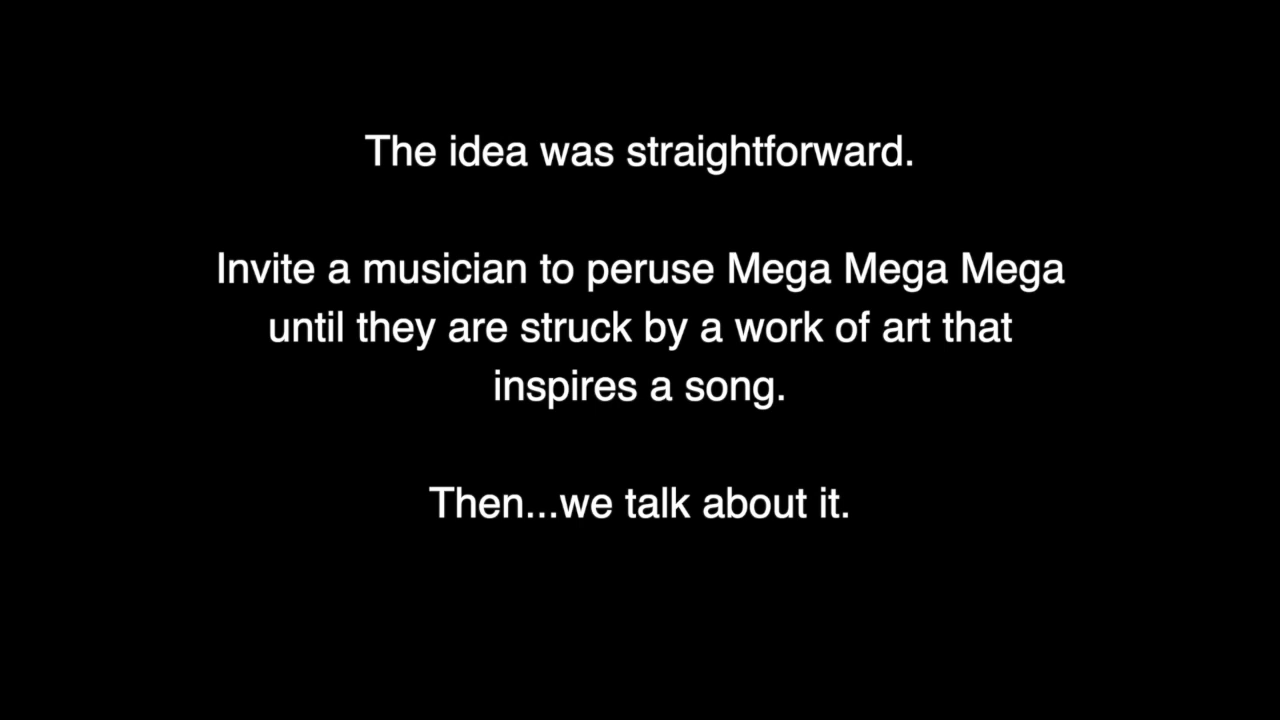 The idea was straightforward.
Invite a musician to peruse Mega Mega Mega
until they are struck by a work of art that
inspires a song.
Then...we talk about it.